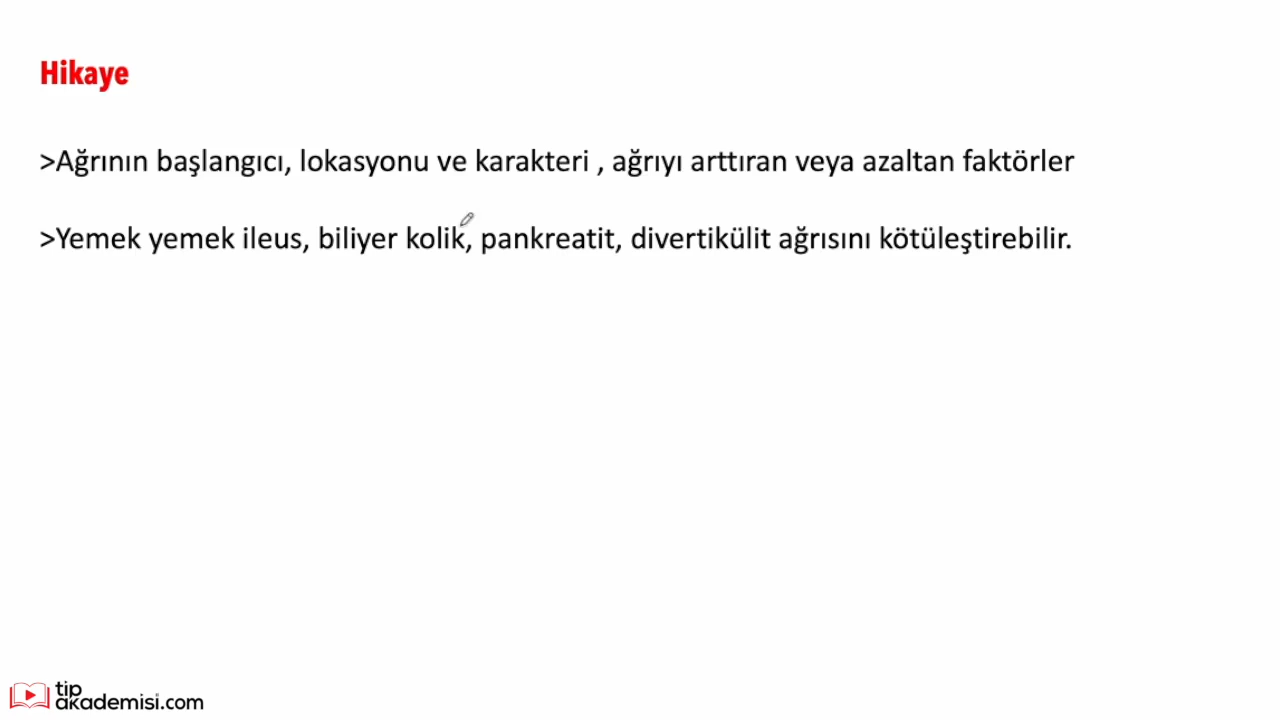 Hikaye
>Ağrının başlangıcı, lokasyonu ve karakteri , ağrıyı arttıran veya azaltan faktörler
>Yemek yemek ileus, biliyer kolik, pankreatit, divertikülit ağrısını kötüleştirebilir.
tip
akademisi.com